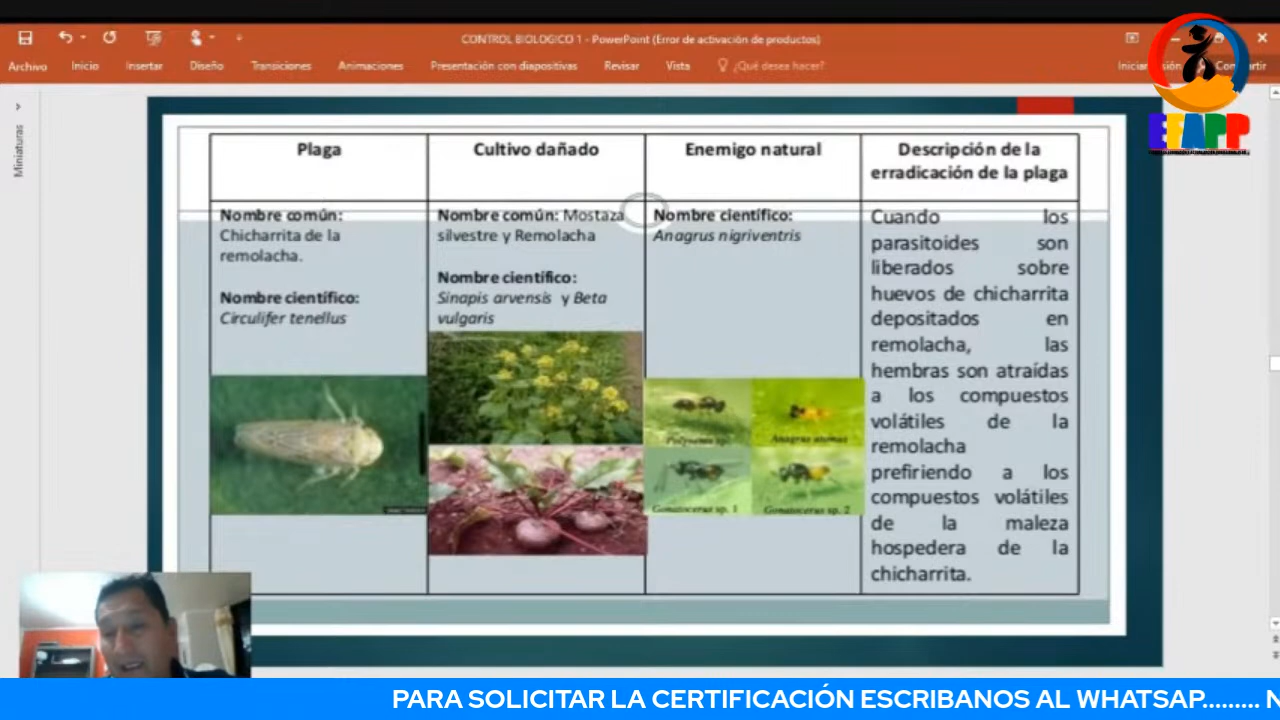 CONTROL BIOLOGICO 1 - PowerPoint (Error de activación de productos)
Archivo Inicio Insertar Diseño Transiciones Animaciones Presentación con diapositivas Revisar Vista ¿Qué desea hacer?
EFAPP
Miniaturas
Plaga
Cultivo dañado
Enemigo natural
Descripción de la
erradicación de la plaga
Nombre común:
Chicharrita de la
remolacha.
Nombre científico:
Circulifer tenellus
Nombre común: Mostaza
silvestre y Remolacha
Nombre científico:
Sinapis arvensis y Beta
vulgaris
Nombre científico:
Anagrus nigriventris
Polynema sp.
Anagrus atomus
Gonatocerus sp. 1
Gonatocerus sp. 2
Cuando los
parasitoides son
liberados sobre
huevos de chicharrita
depositados en
remolacha, las
hembras son atraídas
a los compuestos
volátiles de la
remolacha
prefiriendo a los
compuestos volátiles
de la maleza
hospedera de la
chicharrita.
PARA SOLICITAR LA CERTIFICACIÓN ESCRIBANOS AL WHATSAP......... N